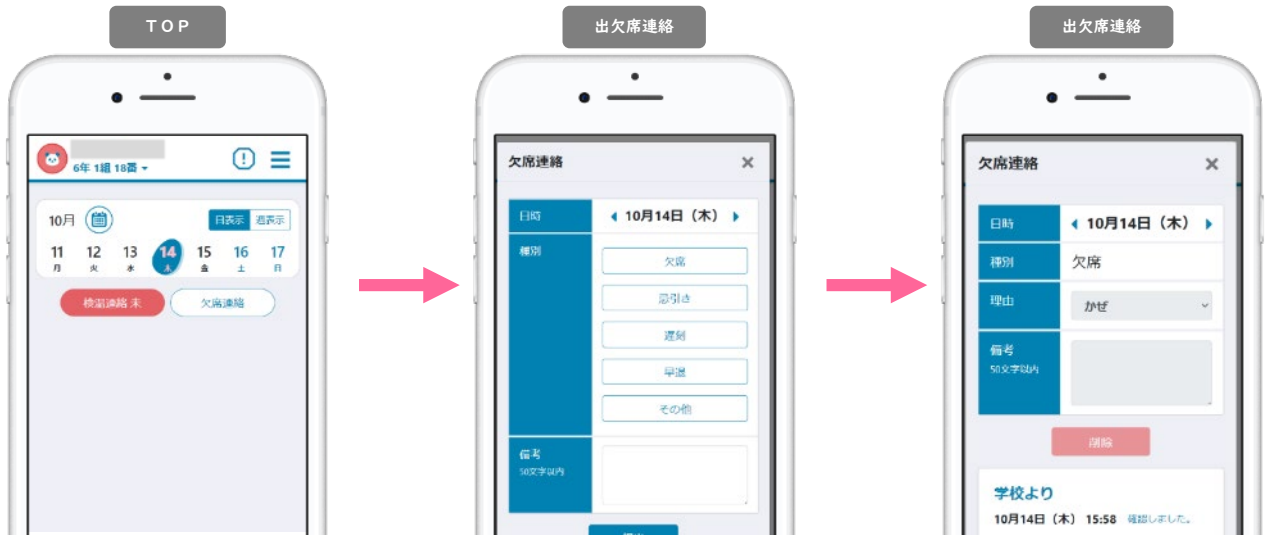 TOP
6年 1組 18番
10月
日表示 週表示
11 12 13 14 15 16 17
月 火 水 木 金 土 日
検温連絡 未 欠席連絡
出欠席連絡
欠席連絡 ×
日時 10月14日（木）
種別
欠席
忌引き
遅刻
早退
その他
備考
50文字以内
出欠席連絡
欠席連絡 ×
日時 10月14日（木）
種別 欠席
理由 かぜ
備考
50文字以内
削除
学校より
10月14日（木） 15:58 確認しました。